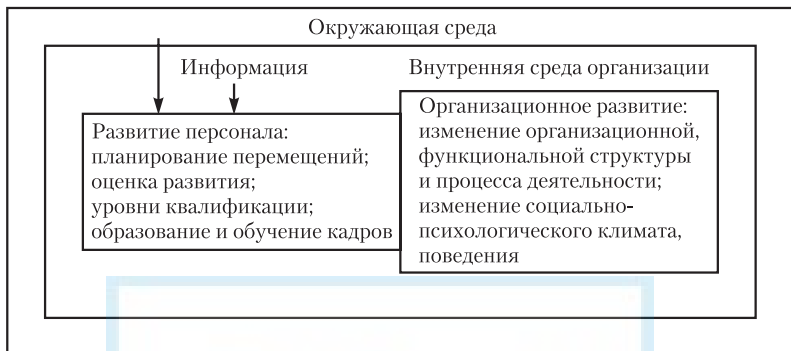 Окружающая среда
Информация
Внутренняя среда организации
Развитие персонала:
планирование перемещений;
оценка развития;
уровни квалификации;
образование и обучение кадров
Организационное развитие:
изменение организационной,
функциональной структуры
и процесса деятельности;
изменение социально-
психологического климата,
поведения